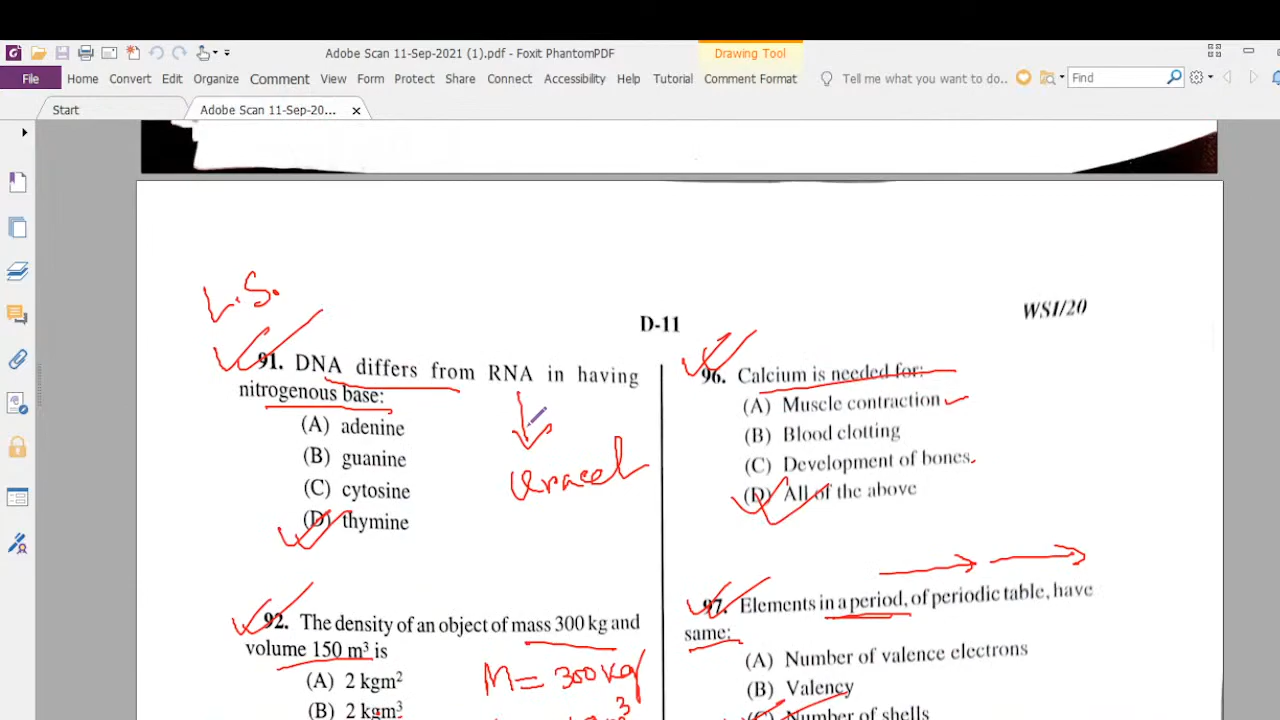 Adobe Scan 11-Sep-2021 (1).pdf - Foxit PhantomPDF
Drawing Tool
File Home Convert Edit Organize Comment View Form Protect Share Connect Accessibility Help Tutorial Comment Format Tell me what you want to do.. Find
Start Adobe Scan 11-Sep-20...
L.S.
D-11
WSI/20
91. DNA differs from RNA in having
nitrogenous base:
(A) adenine
(B) guanine
(C) cytosine
(D) thymine
Uracel
92. The density of an object of mass 300 kg and
volume 150 m³ is
(A) 2 kgm²
(B) 2 kgm³
M = 300 kg
96. Calcium is needed for:
(A) Muscle contraction
(B) Blood clotting
(C) Development of bones.
(D) All of the above
97. Elements in a period, of periodic table, have
same:
(A) Number of valence electrons
(B) Valency
(C) Number of shells